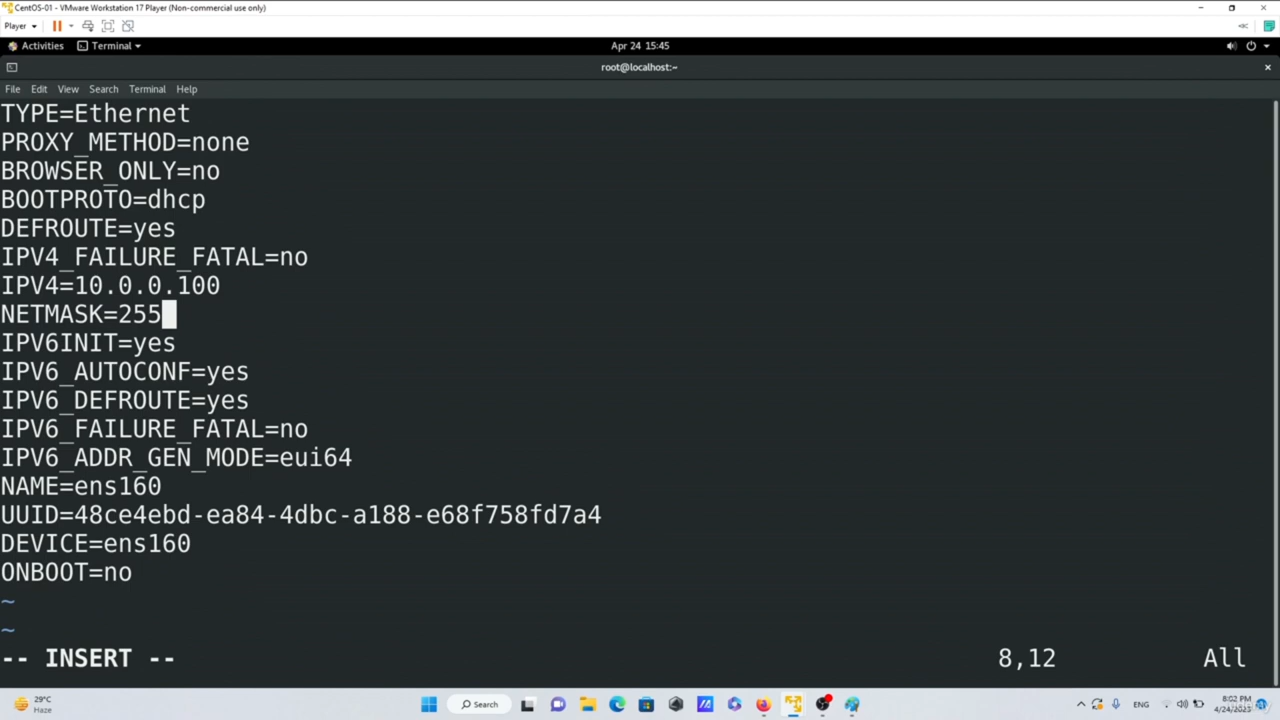 CentOS-01 - VMware Workstation 17 Player (Non-commercial use only)
Player
Activities Terminal Apr 24 15:45
root@localhost:~
File Edit View Search Terminal Help
TYPE=Ethernet
PROXY_METHOD=none
BROWSER_ONLY=no
BOOTPROTO=dhcp
DEFROUTE=yes
IPV4_FAILURE_FATAL=no
IPV4=10.0.0.100
NETMASK=255
IPV6INIT=yes
IPV6_AUTOCONF=yes
IPV6_DEFROUTE=yes
IPV6_FAILURE_FATAL=no
IPV6_ADDR_GEN_MODE=eui64
NAME=ens160
UUID=48ce4ebd-ea84-4dbc-a188-e68f758fd7a4
DEVICE=ens160
ONBOOT=no
~
~
-- INSERT -- 8,12 All
29°C
Haze
Search
ENG
8:02 PM
4/24/2023